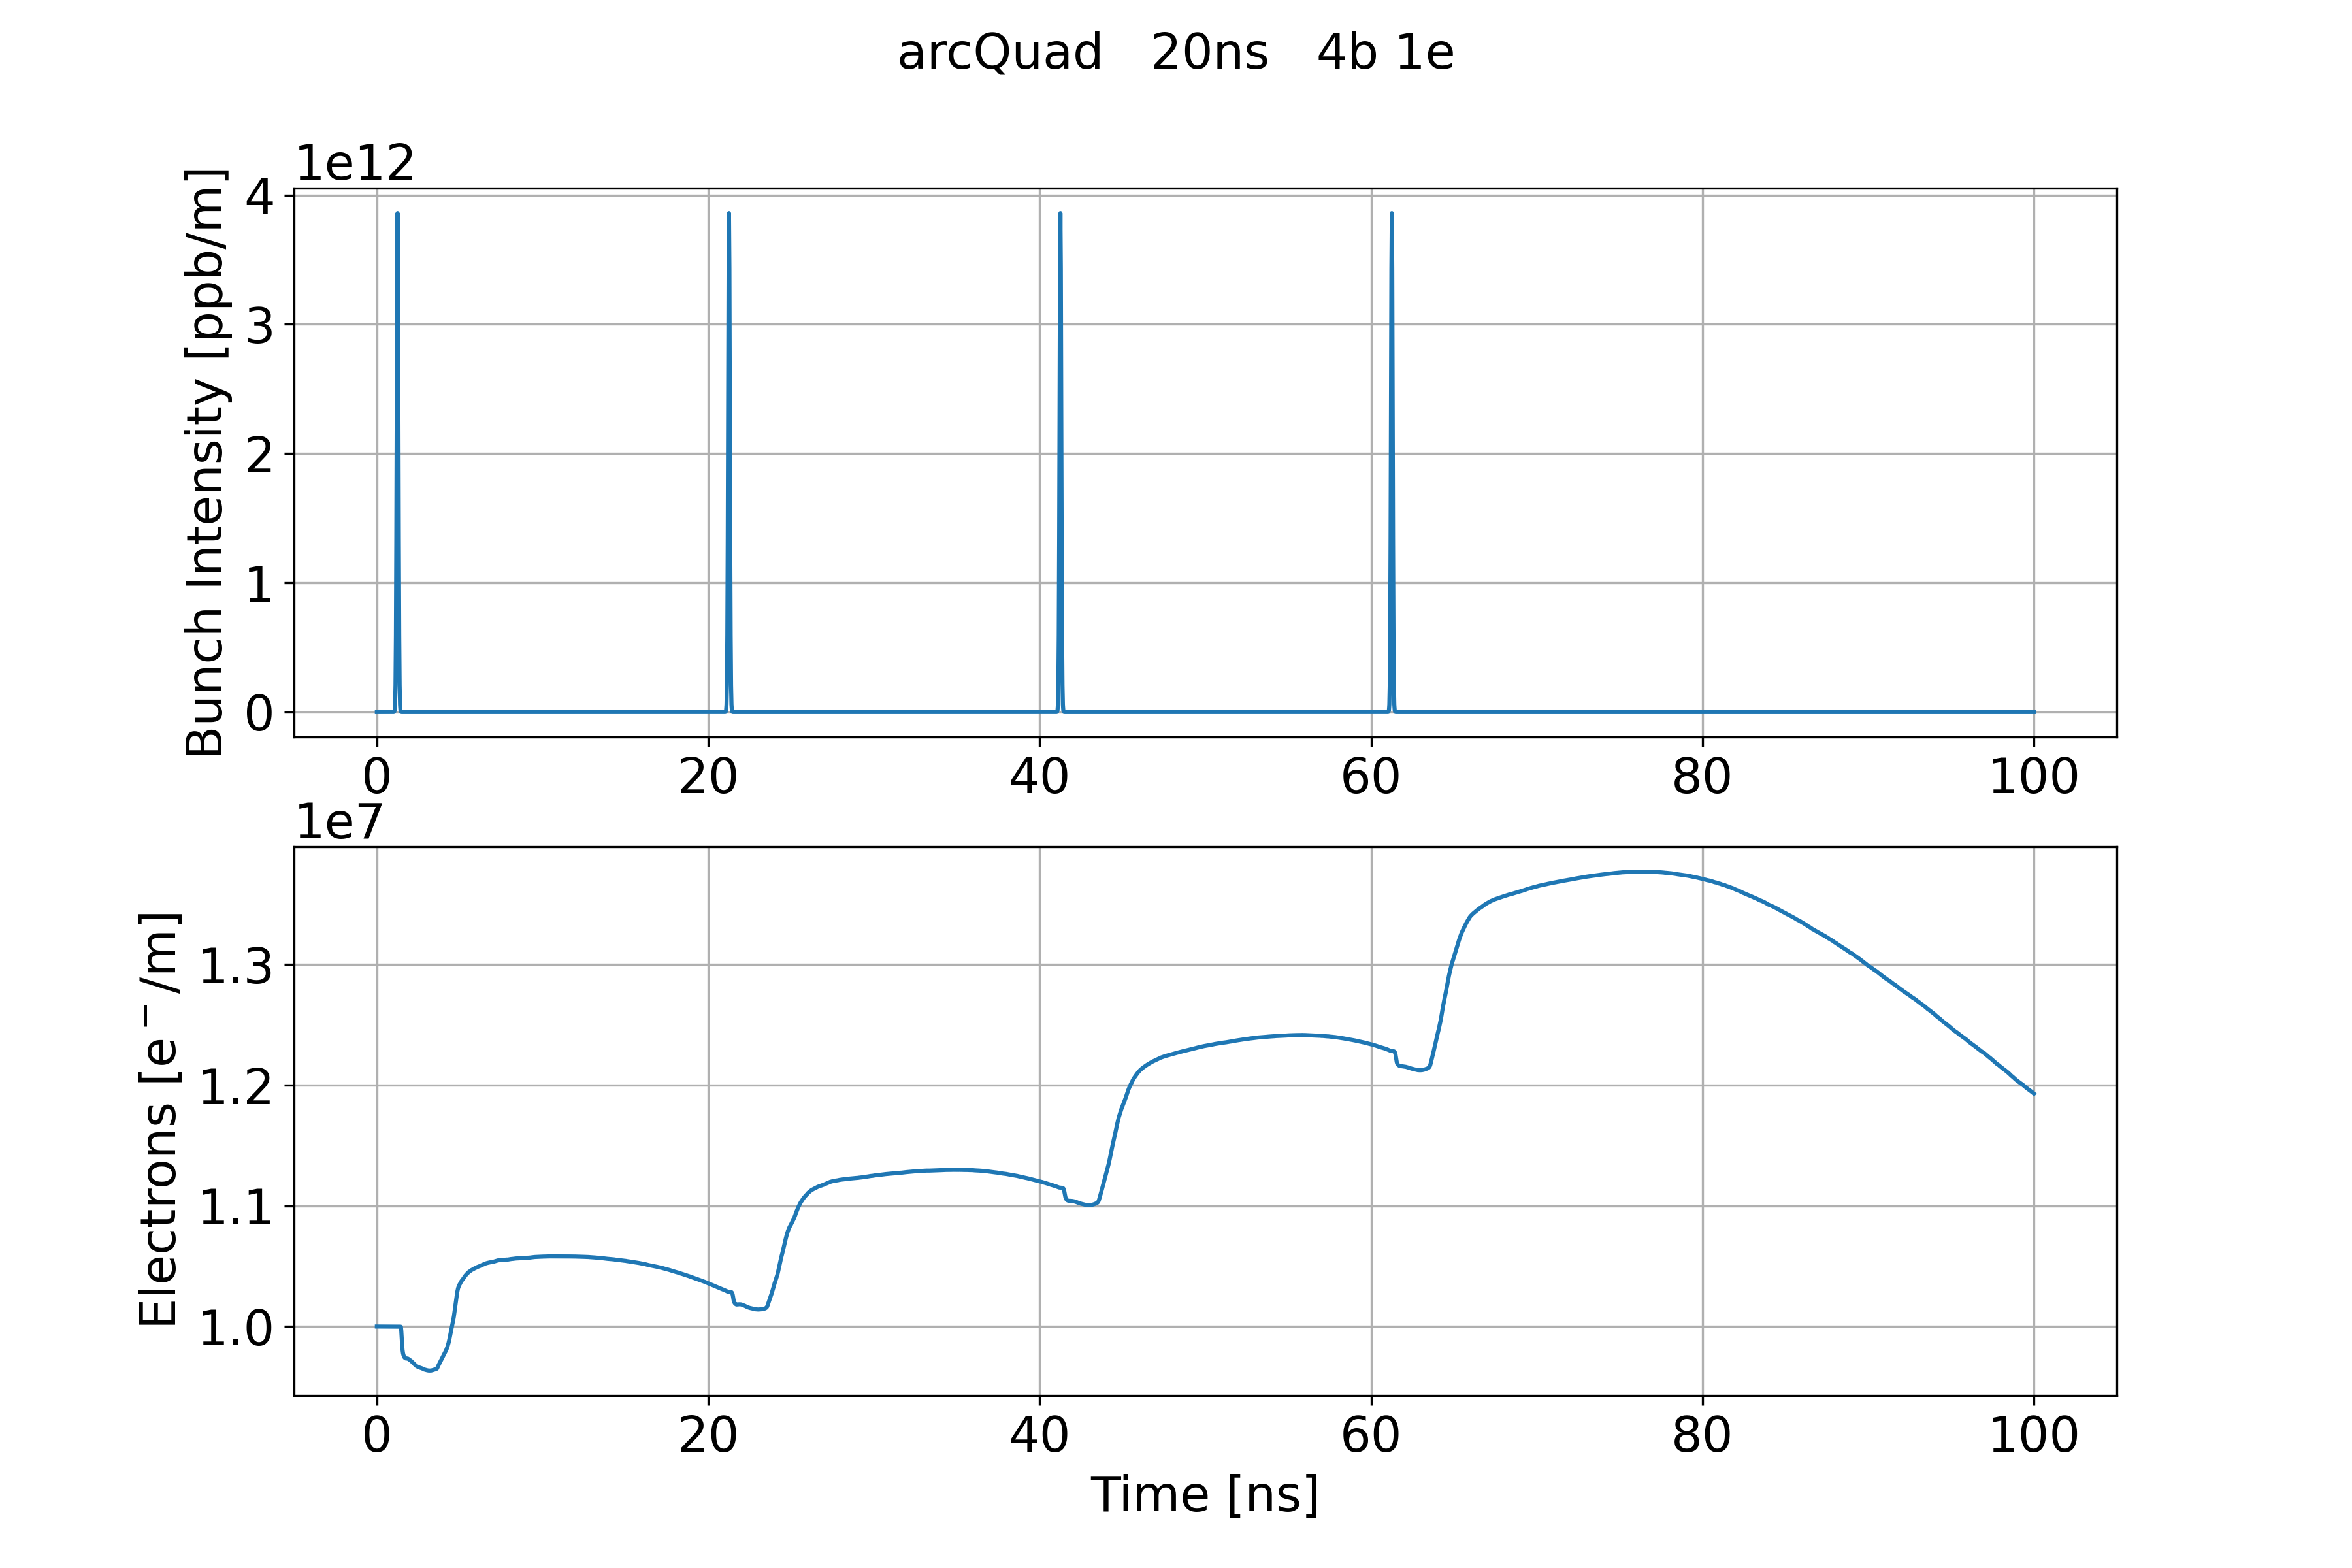 arcQuad 20ns 4b 1e
1e12
Bunch Intensity [ppb/m]
4
3
2
1
0
0 20 40 60 80 100
1e7
Electrons [e⁻/m]
1.3
1.2
1.1
1.0
0 20 40 60 80 100
Time [ns]